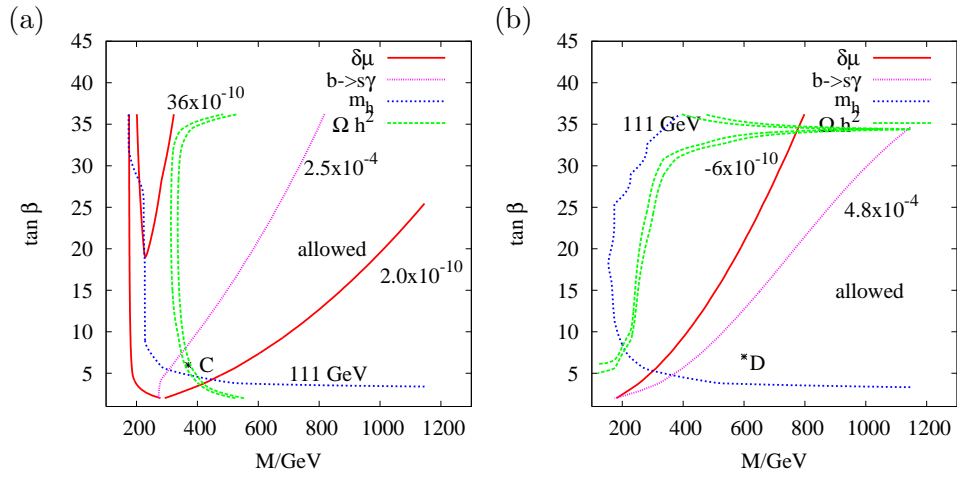 (a)
45
40
35
30
25
20
15
10
5
tan β
200 400 600 800 1000 1200
M/GeV
δμ
b->sγ
m_h
Ω h^2
36x10^-10
2.5x10^-4
allowed
2.0x10^-10
C
111 GeV
(b)
45
40
35
30
25
20
15
10
5
tan β
200 400 600 800 1000 1200
M/GeV
δμ
b->sγ
m_h
Ω h^2
111 GeV
-6x10^-10
4.8x10^-4
allowed
D